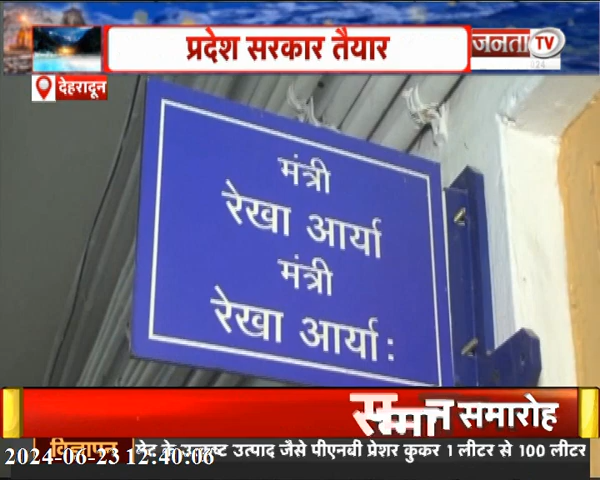 प्रदेश सरकार तैयार
जनता TV
देहरादून
मंत्री
रेखा आर्या
मंत्री
रेखा आर्या:
समारोह
विज्ञापन के उत्कृष्ट उत्पाद जैसे पीएनबी प्रेशर कुकर 1 लीटर से 100 लीटर
2024-06-23 12:40:06